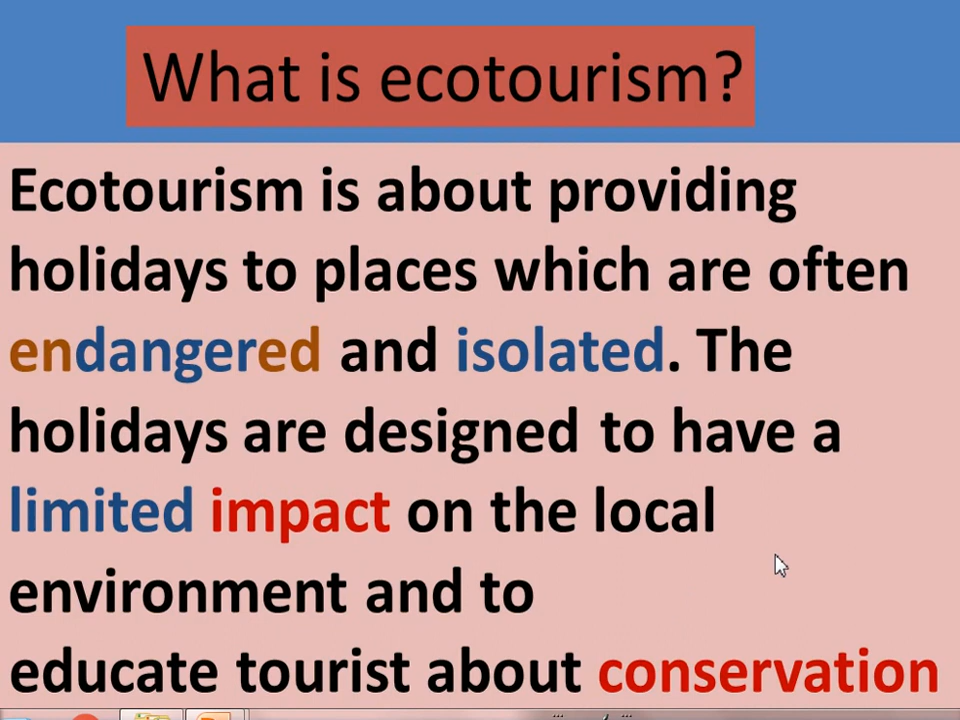 What is ecotourism?
Ecotourism is about providing
holidays to places which are often
endangered and isolated. The
holidays are designed to have a
limited impact on the local
environment and to
educate tourist about conservation